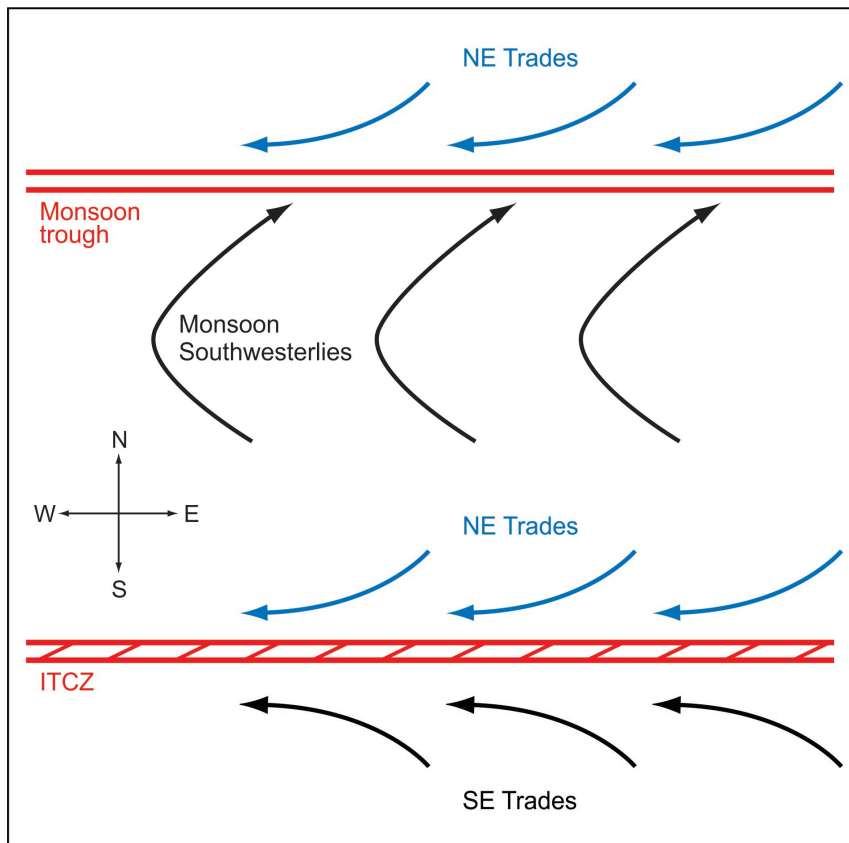 NE Trades
Monsoon
trough
Monsoon
Southwesterlies
N
W
E
S
NE Trades
ITCZ
SE Trades